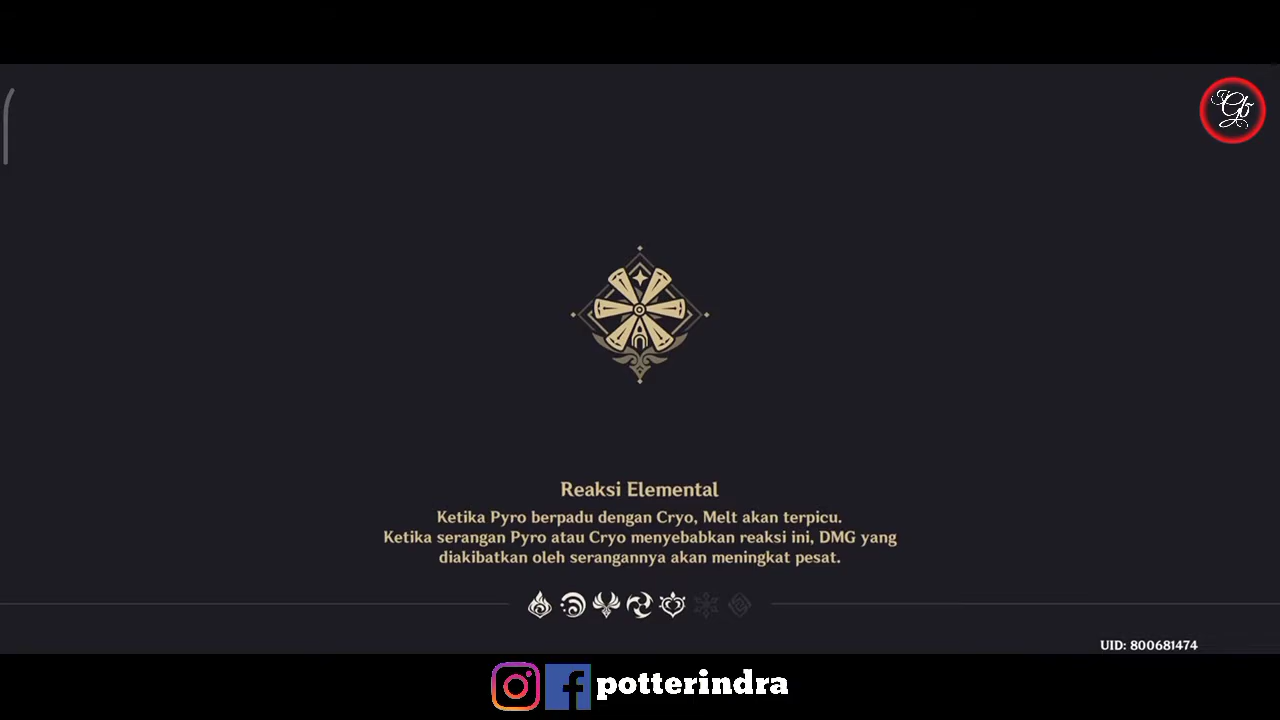 Reaksi Elemental
Ketika Pyro berpadu dengan Cryo, Melt akan terpicu.
Ketika serangan Pyro atau Cryo menyebabkan reaksi ini, DMG yang
diakibatkan oleh serangannya akan meningkat pesat.
UID: 800681474
potterindra